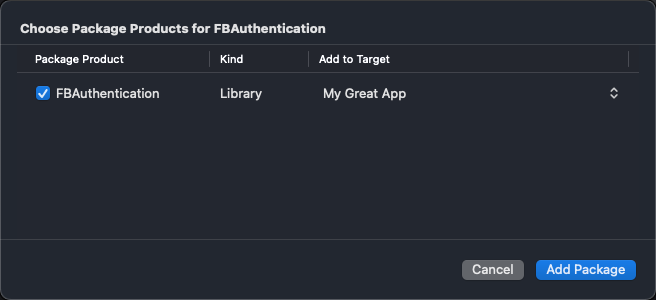 Choose Package Products for FBAuthentication
Package Product Kind Add to Target
FBAuthentication Library My Great App
Cancel Add Package